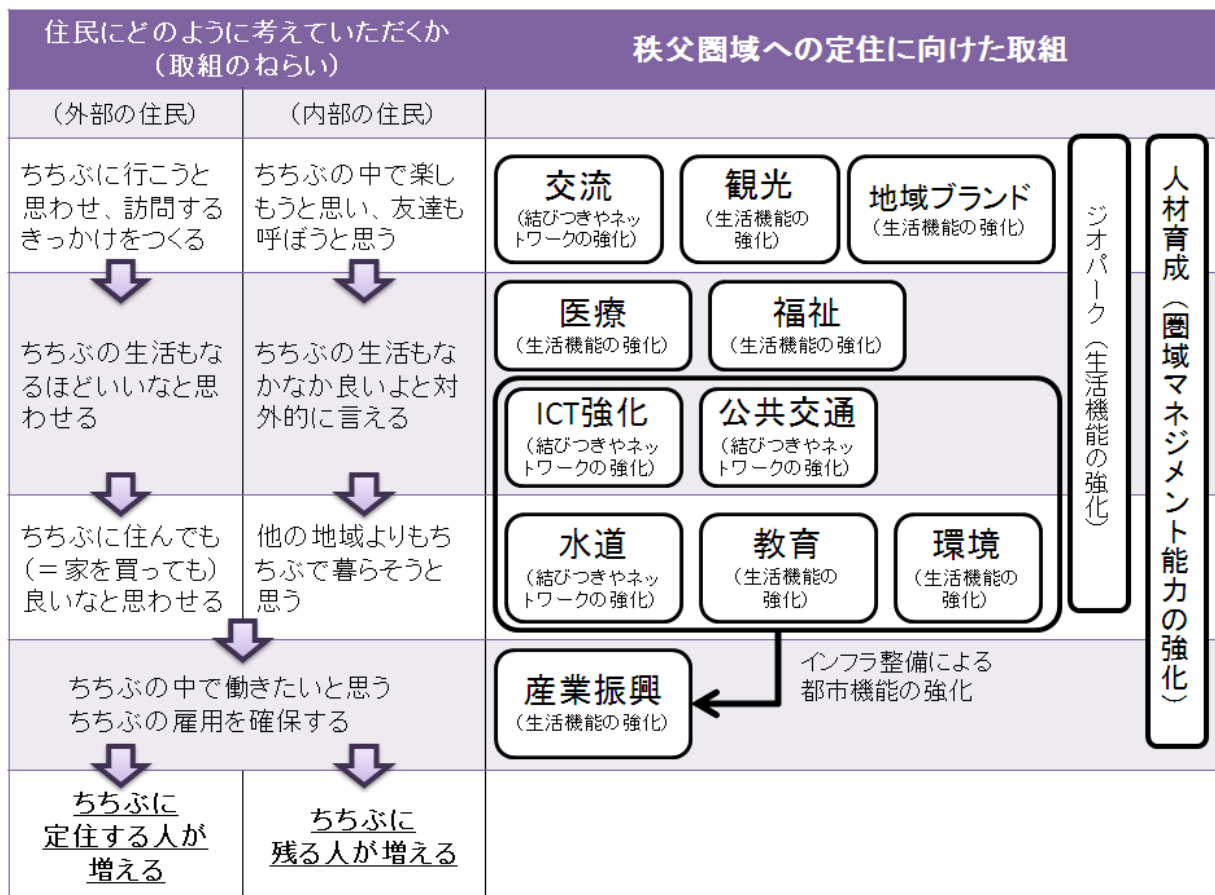 住民にどのように考えていただくか
（取組のねらい）
秩父圏域への定住に向けた取組
（外部の住民）
（内部の住民）
ちちぶに行こうと
思わせ、訪問する
きっかけをつくる
ちちぶの中で楽し
もうと思い、友達も
呼ぼうと思う
交流
(結びつきやネッ
トワークの強化)
観光
(生活機能の
強化)
地域ブランド
(生活機能の強化)
ジオパーク（生活機能の強化）
人材育成（圏域マネジメント能力の強化）
ちちぶの生活もな
るほどいいなと思
わせる
ちちぶの生活もな
かなか良いよと対
外的に言える
医療
(生活機能の強化)
福祉
(生活機能の強化)
ICT強化
(結びつきやネッ
トワークの強化)
公共交通
(結びつきやネッ
トワークの強化)
ちちぶに住んでも
（＝家を買っても）
良いなと思わせる
他の地域よりもち
ちぶで暮らそうと
思う
水道
(結びつきやネッ
トワークの強化)
教育
(生活機能の
強化)
環境
(生活機能の
強化)
ちちぶの中で働きたいと思う
ちちぶの雇用を確保する
産業振興
(生活機能の強化)
インフラ整備による
都市機能の強化
ちちぶに
定住する人が
増える
ちちぶに
残る人が増える